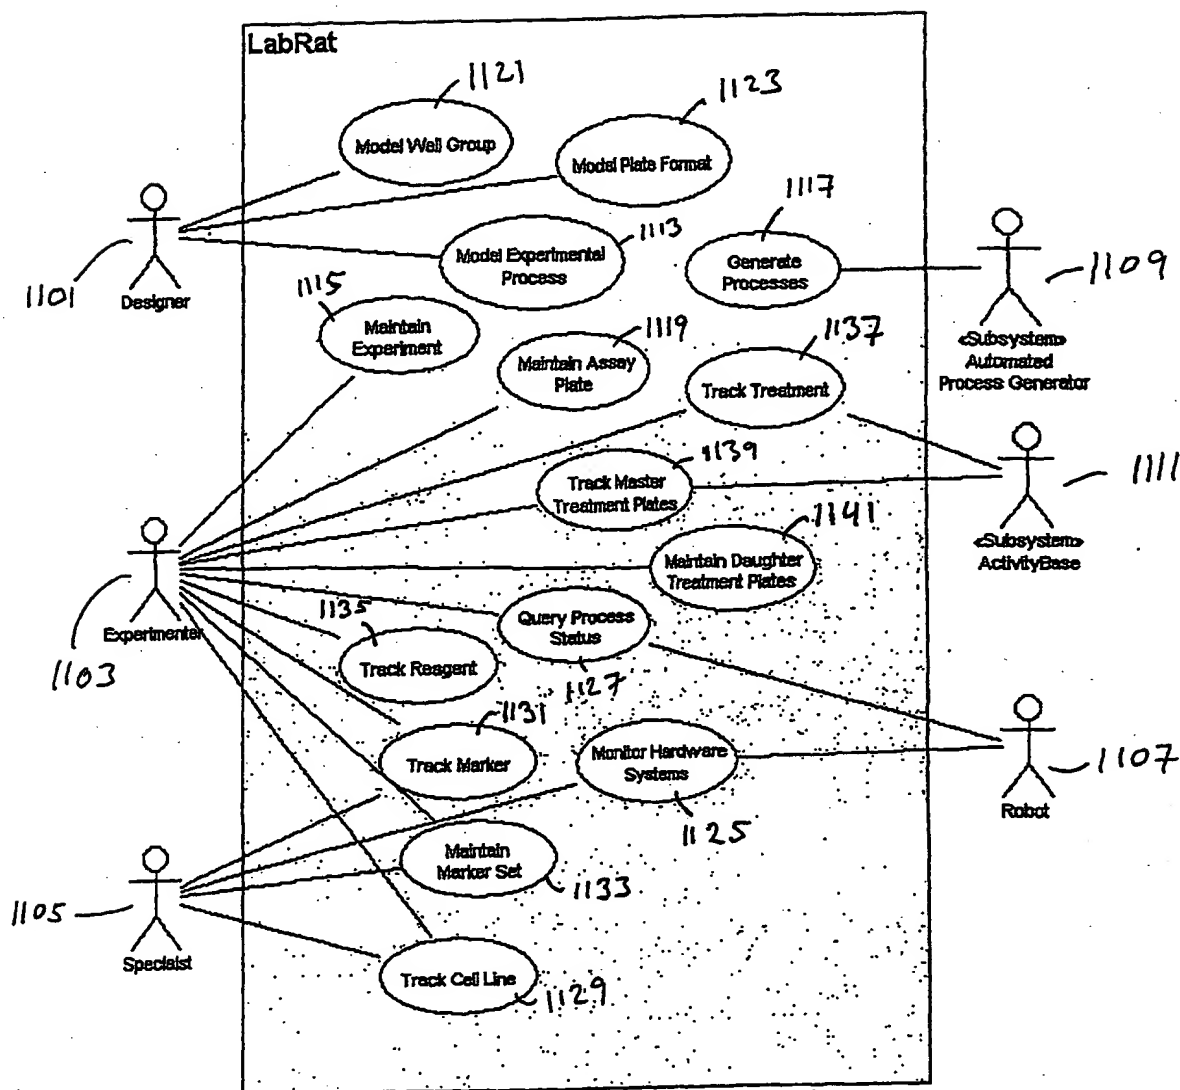 LabRat
1121
Model Well Group
1123
Model Plate Format
1117
1113
Model Experimental
Process
Generate
Processes
1101
Designer
1109
1115
Maintain
Experiment
1119
Maintain Assay
Plate
1137
Track Treatment
«Subsystem»
Automated
Process Generator
1139
Track Master
Treatment Plates
1111
1141
Maintain Daughter
Treatment Plates
«Subsystem»
ActivityBase
1103
Experimenter
1135
Track Reagent
Query Process
Status
1127
1131
Track Marker
Monitor Hardware
Systems
1125
1107
Robot
Maintain
Marker Set
1133
1105
Specialist
Track Cell Line
1129